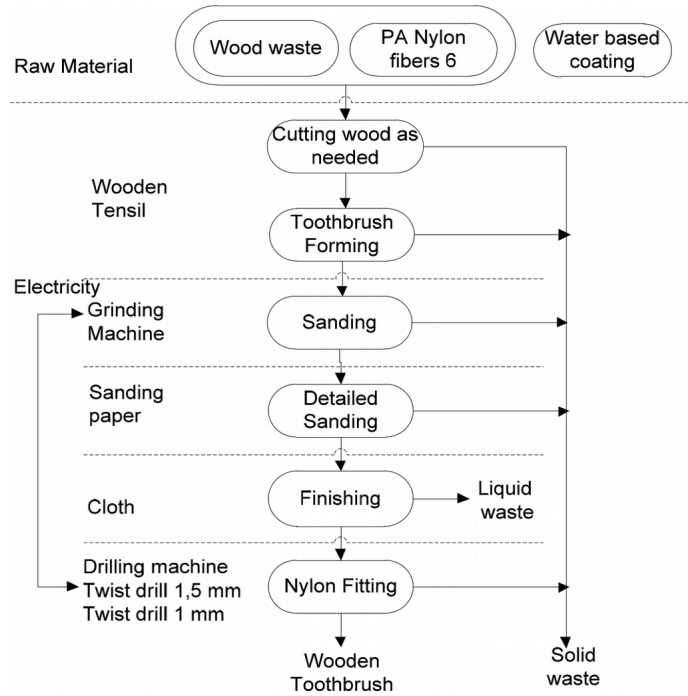 Wood waste
PA Nylon
fibers 6
Water based
coating
Raw Material
Cutting wood as
needed
Wooden
Tensil
Toothbrush
Forming
Electricity
Grinding
Machine
Sanding
Sanding
paper
Detailed
Sanding
Cloth
Finishing
Liquid
waste
Drilling machine
Twist drill 1,5 mm
Twist drill 1 mm
Nylon Fitting
Wooden
Toothbrush
Solid
waste